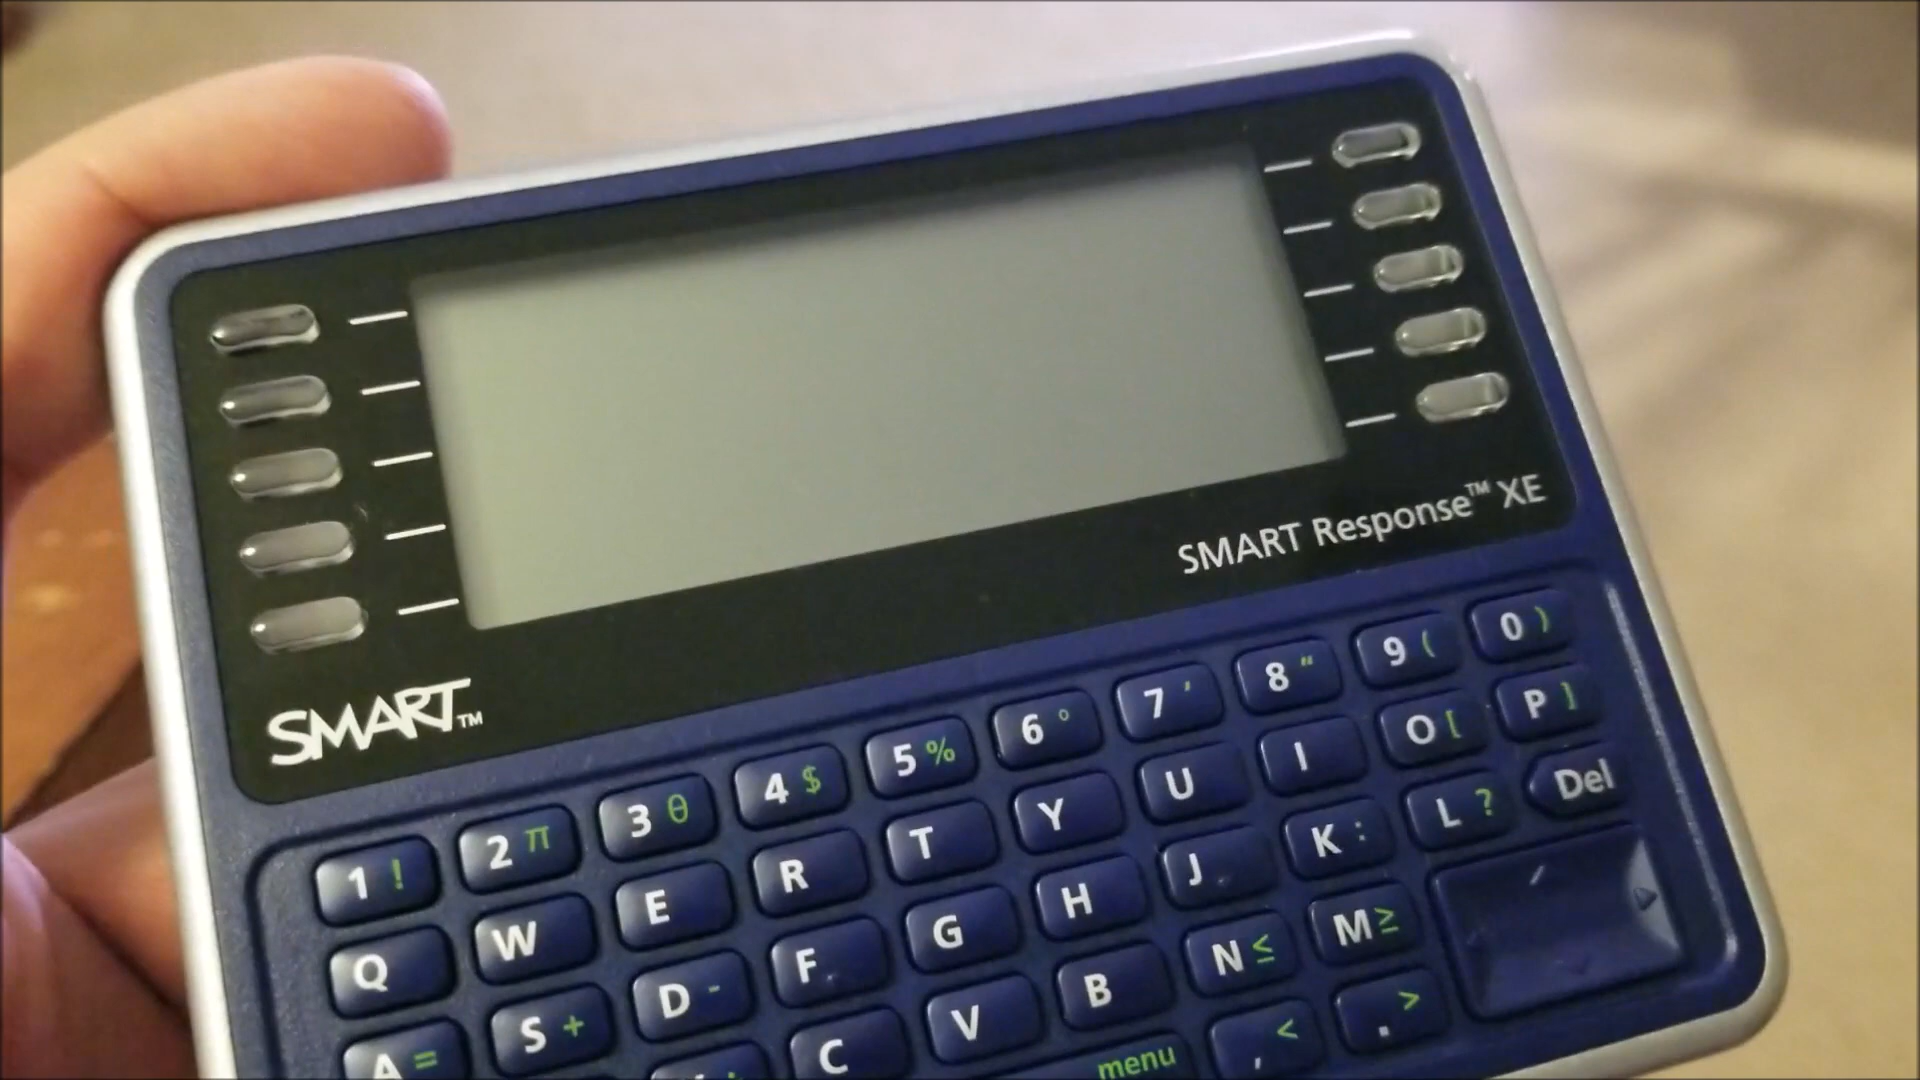 SMART Response™ XE
SMART™
1 ! 2 π 3 θ 4 $ 5 % 6 ° 7 ' 8 " 9 ( 0 )
Q W E R T Y U I O [ P ]
A = S + D - F G H J K : L ? Del
C V B N ≤ M ≥
menu , < . >